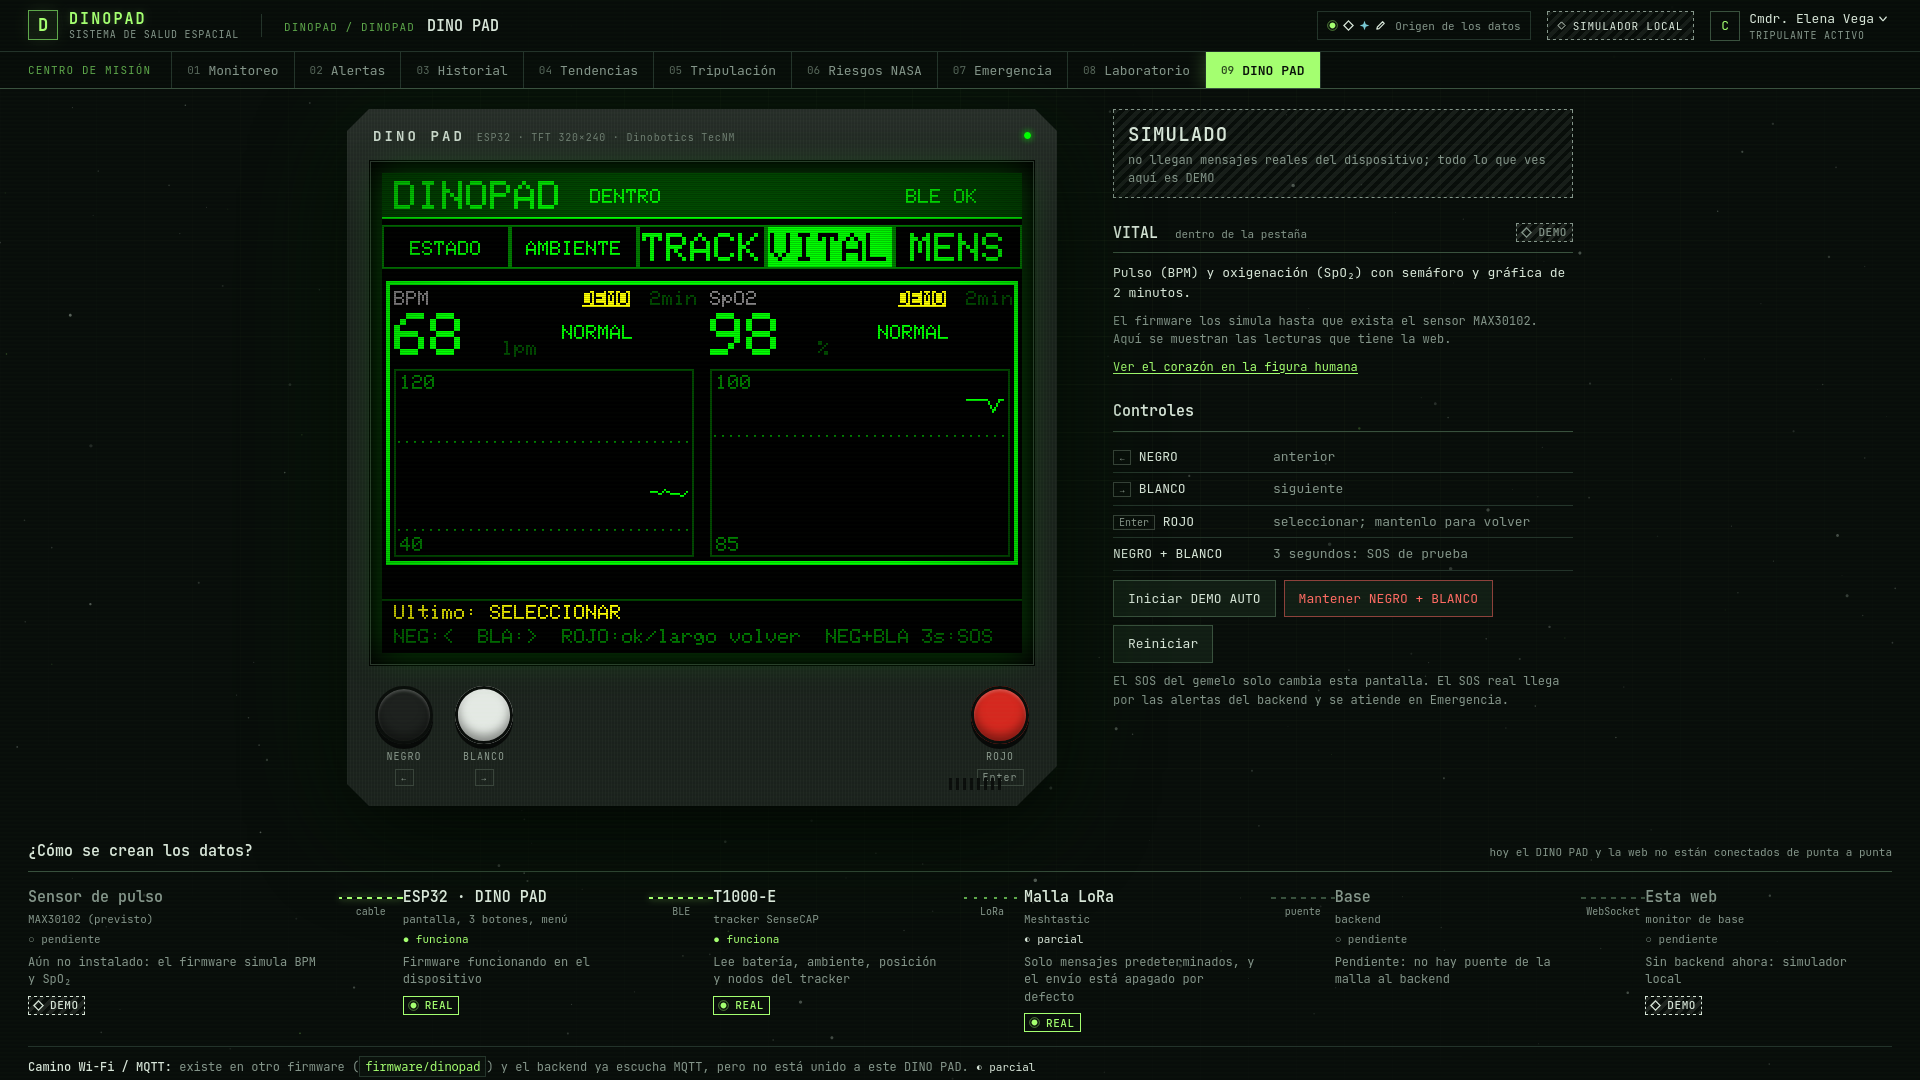 D DINOPAD
SISTEMA DE SALUD ESPACIAL
DINOPAD / DINOPAD DINO PAD
Origen de los datos
SIMULADOR LOCAL
C Cmdr. Elena Vega
TRIPULANTE ACTIVO
CENTRO DE MISIÓN 01 Monitoreo 02 Alertas 03 Historial 04 Tendencias 05 Tripulación 06 Riesgos NASA 07 Emergencia 08 Laboratorio 09 DINO PAD
DINO PAD ESP32 · TFT 320×240 · Dinobotics TecNM
DINOPAD DENTRO BLE OK
ESTADO AMBIENTE TRACK VITAL MENS
BPM DEMO 2min SpO2 DEMO 2min
68 lpm NORMAL 98 % NORMAL
120 100
40 85
Ultimo: SELECCIONAR
NEG:< BLA:> ROJO:ok/largo volver NEG+BLA 3s:SOS
NEGRO BLANCO ROJO
← → Enter
SIMULADO
no llegan mensajes reales del dispositivo; todo lo que ves
aquí es DEMO
VITAL dentro de la pestaña DEMO
Pulso (BPM) y oxigenación (SpO₂) con semáforo y gráfica de
2 minutos.
El firmware los simula hasta que exista el sensor MAX30102.
Aquí se muestran las lecturas que tiene la web.
Ver el corazón en la figura humana
Controles
← NEGRO anterior
→ BLANCO siguiente
Enter ROJO seleccionar; mantenlo para volver
NEGRO + BLANCO 3 segundos: SOS de prueba
Iniciar DEMO AUTO Mantener NEGRO + BLANCO
Reiniciar
El SOS del gemelo solo cambia esta pantalla. El SOS real llega
por las alertas del backend y se atiende en Emergencia.
¿Cómo se crean los datos? hoy el DINO PAD y la web no están conectados de punta a punta
Sensor de pulso
MAX30102 (previsto)
○ pendiente
Aún no instalado: el firmware simula BPM
y SpO₂
DEMO
cable
ESP32 · DINO PAD
pantalla, 3 botones, menú
● funciona
Firmware funcionando en el
dispositivo
REAL
BLE
T1000-E
tracker SenseCAP
● funciona
Lee batería, ambiente, posición
y nodos del tracker
REAL
LoRa
Malla LoRa
Meshtastic
◐ parcial
Solo mensajes predeterminados, y
el envío está apagado por
defecto
REAL
puente
Base
backend
○ pendiente
Pendiente: no hay puente de la
malla al backend
WebSocket
Esta web
monitor de base
○ pendiente
Sin backend ahora: simulador
local
DEMO
Camino Wi-Fi / MQTT: existe en otro firmware (firmware/dinopad) y el backend ya escucha MQTT, pero no está unido a este DINO PAD. ◐ parcial